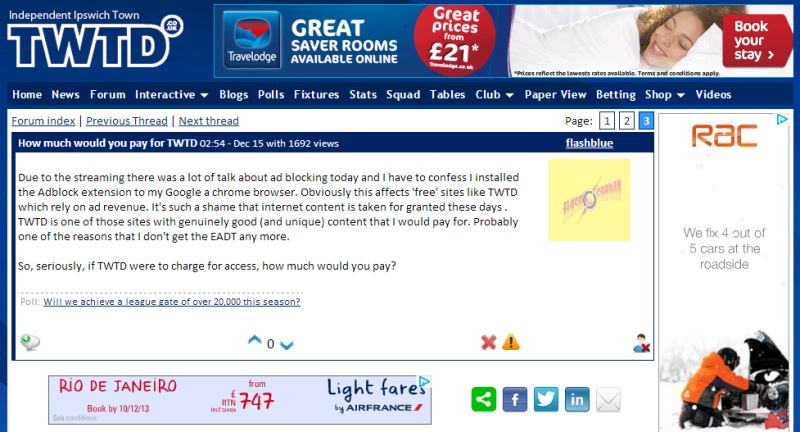 Independent Ipswich Town
TWTD .CO.UK
Travelodge
GREAT
SAVER ROOMS
AVAILABLE ONLINE
Great
prices
from
£21*
Travelodge.co.uk
Book
your
stay >
*Prices reflect the lowests rates available. Terms and conditions apply.
Home News Forum Interactive Blogs Polls Fixtures Stats Squad Tables Club Paper View Betting Shop Videos
Forum index | Previous Thread | Next thread
Page: 1 2 3
How much would you pay for TWTD 02:54 - Dec 15 with 1692 views
flashblue
Due to the streaming there was a lot of talk about ad blocking today and I have to confess I installed
the Adblock extension to my Google a chrome browser. Obviously this affects 'free' sites like TWTD
which rely on ad revenue. It's such a shame that internet content is taken for granted these days .
TWTD is one of those sites with genuinely good (and unique) content that I would pay for. Probably
one of the reasons that I don't get the EADT any more.
So, seriously, if TWTD were to charge for access, how much would you pay?
Poll: Will we achieve a league gate of over 20,000 this season?
0
FLASH GORDON
RAC
We fix 4 out of
5 cars at the
roadside
RIO DE JANEIRO
Book by 10/12/13
See conditions
from
£
RTN
incl taxes
747
Light fares
by AIRFRANCE